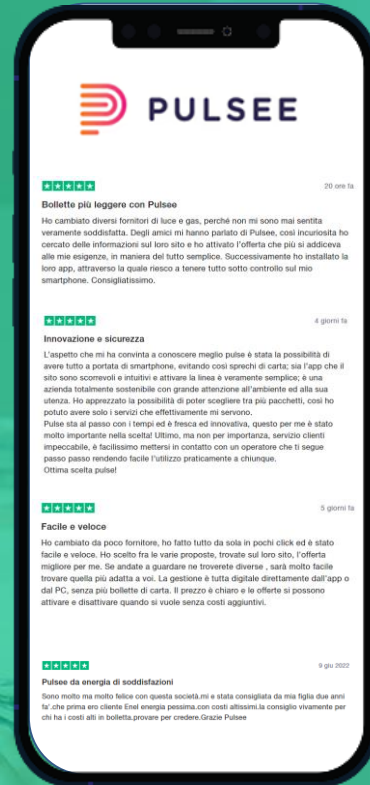 PULSEE
20 ore fa
Bollette più leggere con Pulsee
Ho cambiato diversi fornitori di luce e gas, perché non mi sono mai sentita
veramente soddisfatta. Degli amici mi hanno parlato di Pulsee, così incuriosita ho
cercato delle informazioni sul loro sito e ho attivato l'offerta che più si addiceva
alle mie esigenze, in maniera del tutto semplice. Successivamente ho installato la
loro app, attraverso la quale riesco a tenere tutto sotto controllo sul mio
smartphone. Consigliatissimo.
4 giorni fa
Innovazione e sicurezza
L'aspetto che mi ha convinta a conoscere meglio pulse è stata la possibilità di
avere tutto a portata di smartphone, evitando così sprechi di carta; sia l'app che il
sito sono scorrevoli e intuitivi e attivare la linea è veramente semplice; è una
azienda totalmente sostenibile con grande attenzione all'ambiente ed alla sua
utenza. Ho apprezzato la possibilità di poter scegliere tra più pacchetti, così ho
potuto avere solo i servizi che effettivamente mi servono.
Pulse sta al passo con i tempi ed è fresca ed innovativa, questo per me è stato
molto importante nella scelta! Ultimo, ma non per importanza, servizio clienti
impeccabile, è facilissimo mettersi in contatto con un operatore che ti segue
passo passo rendendo facile l'utilizzo praticamente a chiunque.
Ottima scelta pulse!
5 giorni fa
Facile e veloce
Ho cambiato da poco fornitore, ho fatto tutto da sola in pochi click ed è stato
facile e veloce. Ho scelto fra le varie proposte, trovate sul loro sito, l'offerta
migliore per me. Se andate a guardare ne troverete diverse , sarà molto facile
trovare quella più adatta a voi. La gestione è tutta digitale direttamente dall'app o
dal PC, senza più bollette di carta. Il prezzo è chiaro e le offerte si possono
attivare e disattivare quando si vuole senza costi aggiuntivi.
9 giu 2022
Pulsee da energia di soddisfazioni
Sono molto ma molto felice con questa società.mi e stata consigliata da mia figlia due anni
fa'.che prima ero cliente Enel energia pessima.con costi altissimi.la consiglio vivamente per
chi ha i costi alti in bolletta.provare per credere.Grazie Pulsee